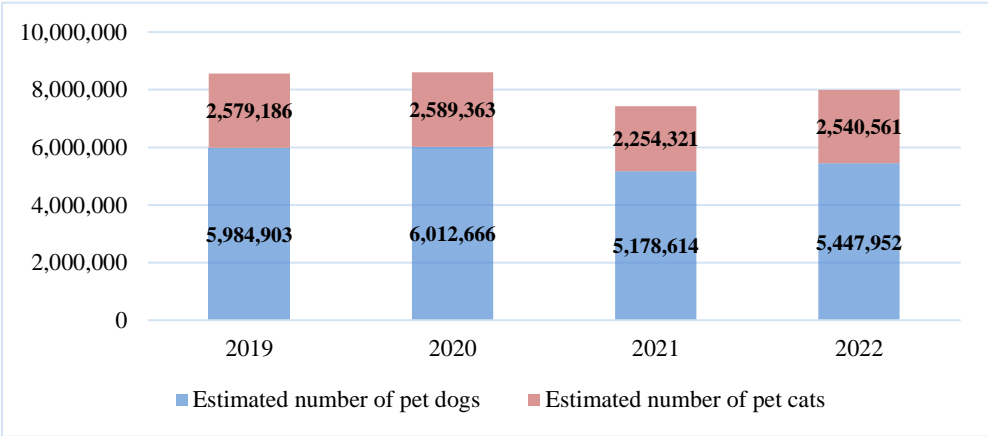 10,000,000
8,000,000
6,000,000
4,000,000
2,000,000
0
2,579,186 2,589,363 2,254,321 2,540,561
5,984,903 6,012,666 5,178,614 5,447,952
2019 2020 2021 2022
Estimated number of pet dogs Estimated number of pet cats